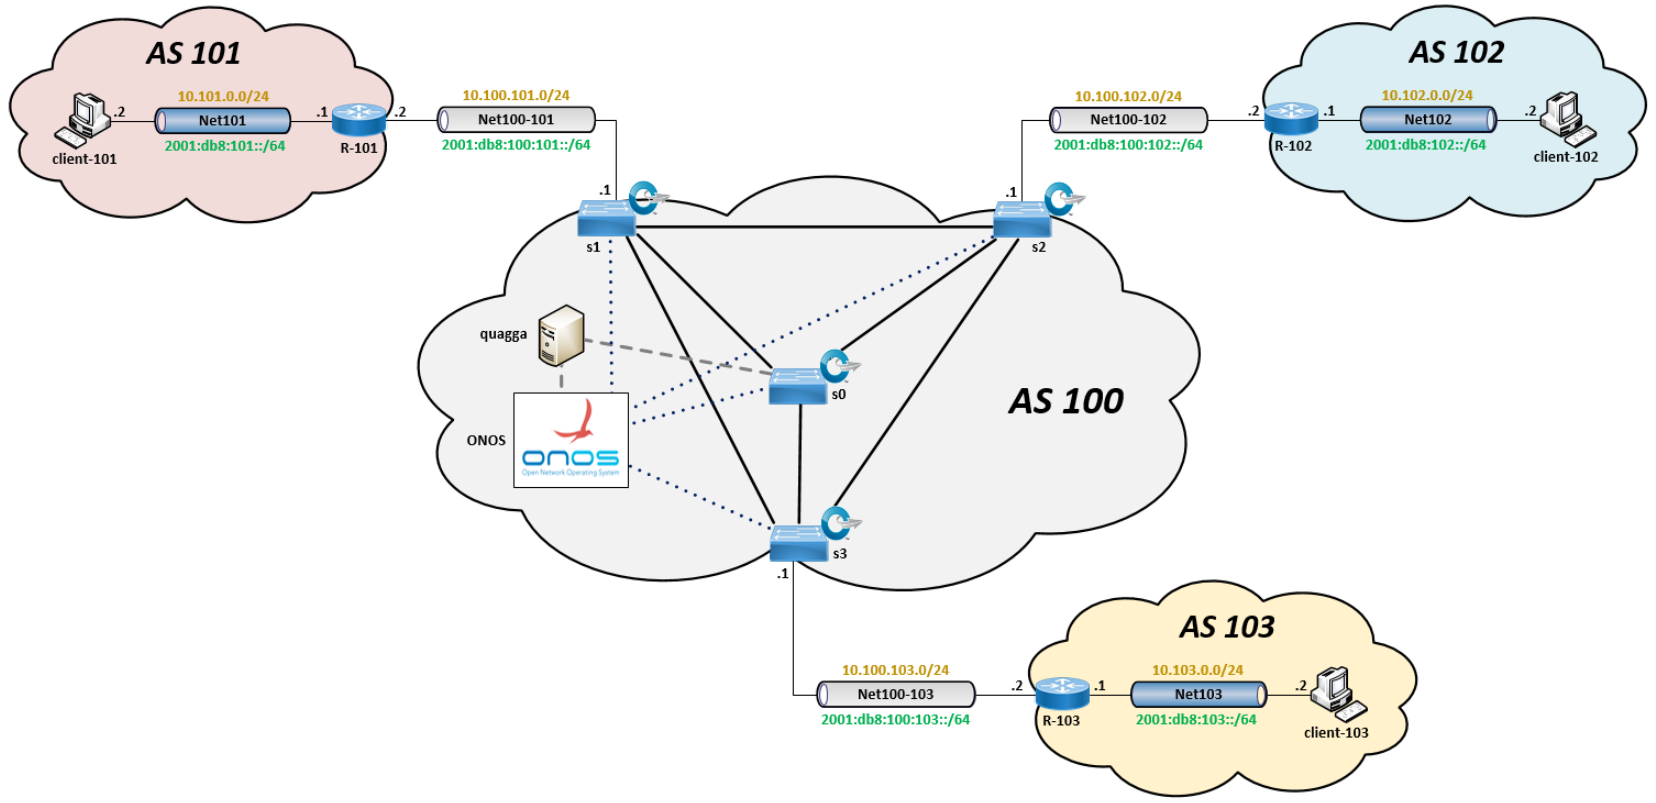 AS 101
10.101.0.0/24
.2
Net101
.1
2001:db8:101::/64
client-101
R-101
.2
10.100.101.0/24
Net100-101
2001:db8:100:101::/64
.1
s1
AS 102
10.100.102.0/24
Net100-102
2001:db8:100:102::/64
.1
.2
R-102
.1
10.102.0.0/24
Net102
2001:db8:102::/64
.2
client-102
s2
quagga
s0
AS 100
ONOS
onos
Open Network Operating System
s3
.1
10.100.103.0/24
Net100-103
2001:db8:100:103::/64
AS 103
.2
R-103
.1
10.103.0.0/24
Net103
2001:db8:103::/64
.2
client-103